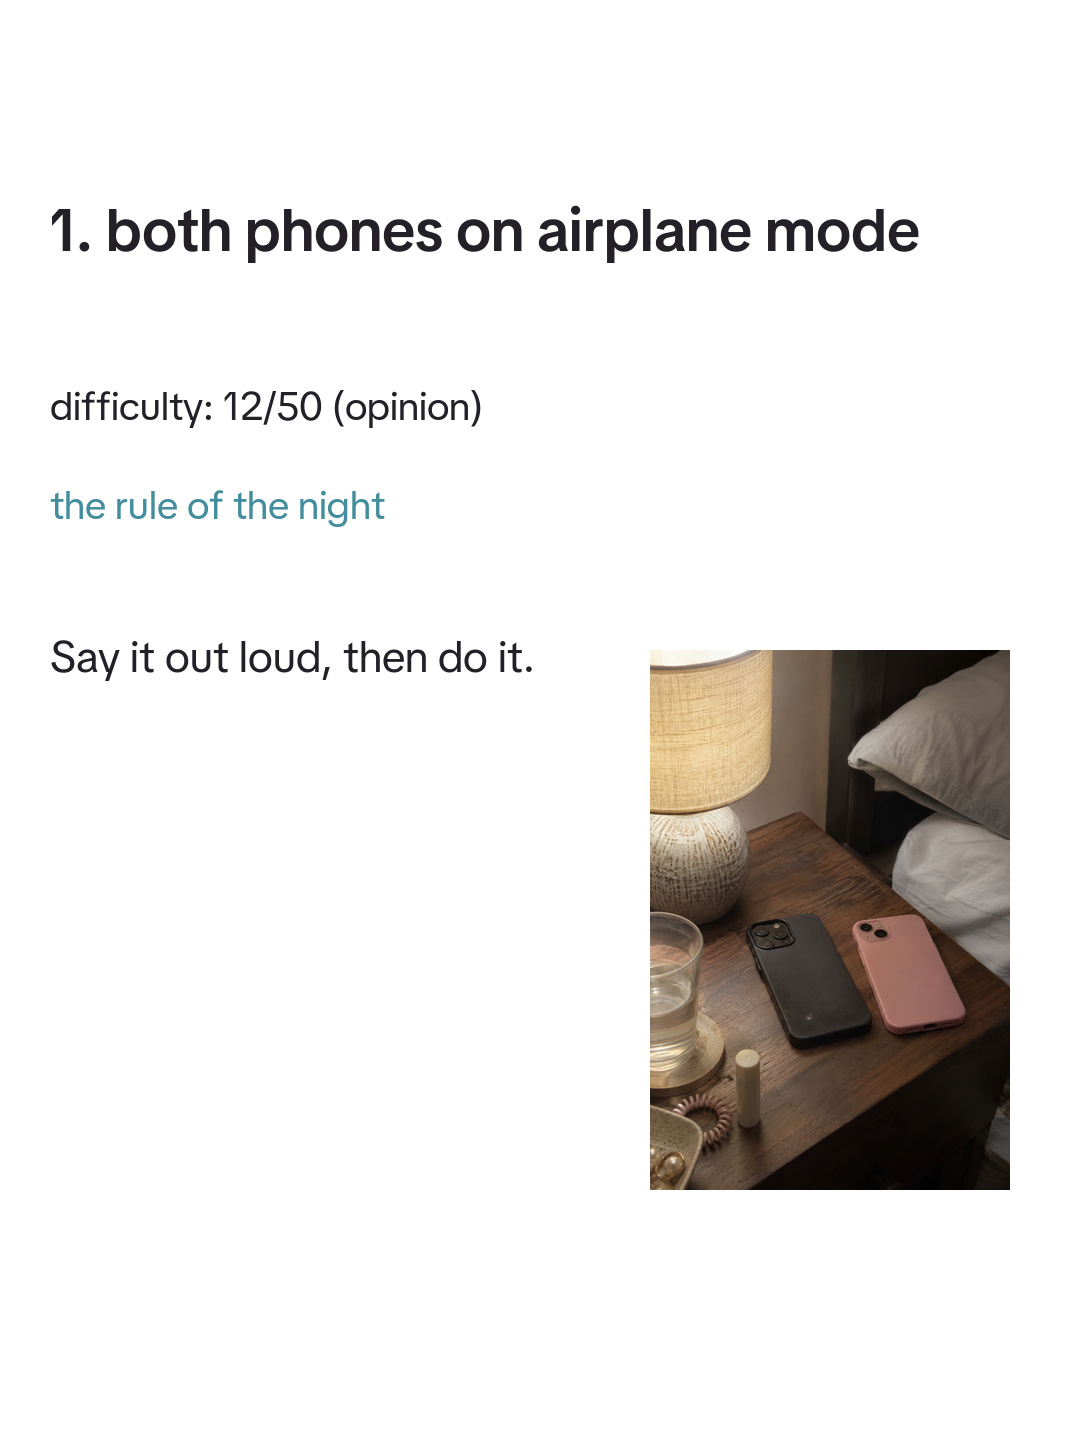 1. both phones on airplane mode
difficulty: 12/50 (opinion)
the rule of the night
Say it out loud, then do it.